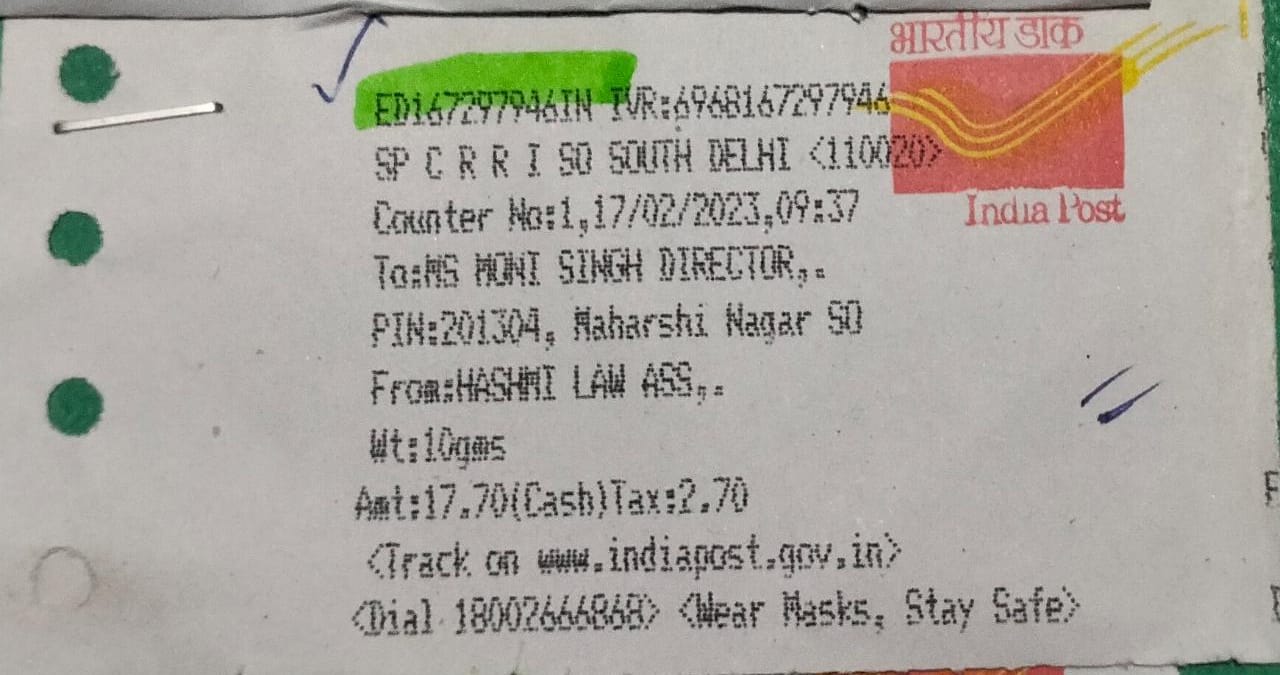 भारतीय डाक
ED167297946IN IVR:6968167297946
SP C R R I SO SOUTH DELHI <110020>
India Post
Counter No:1,17/02/2023,09:37
To:MS MONI SINGH DIRECTOR,.
PIN:201304, Maharshi Nagar SO
From:HASHMI LAW ASS,.
Wt:10gms
Amt:17.70(Cash)Tax:2.70
<Track on www.indiapost.gov.in>
<Dial 18002666868> <Wear Masks, Stay Safe>